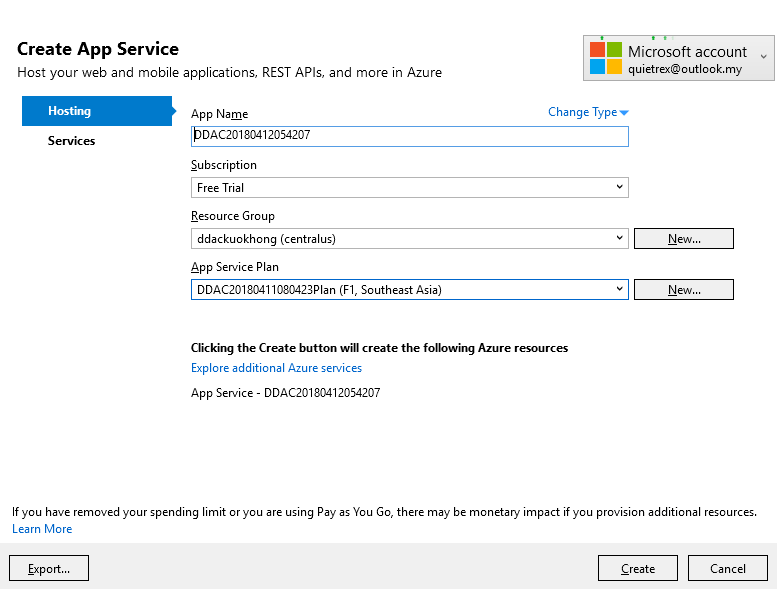 Create App Service
Host your web and mobile applications, REST APIs, and more in Azure
Microsoft account
quietrex@outlook.my
Hosting
Services
App Name
Change Type
DDAC20180412054207
Subscription
Free Trial
Resource Group
ddackuokhong (centralus)
New...
App Service Plan
DDAC20180411080423Plan (F1, Southeast Asia)
New...
Clicking the Create button will create the following Azure resources
Explore additional Azure services
App Service - DDAC20180412054207
If you have removed your spending limit or you are using Pay as You Go, there may be monetary impact if you provision additional resources.
Learn More
Export...
Create
Cancel